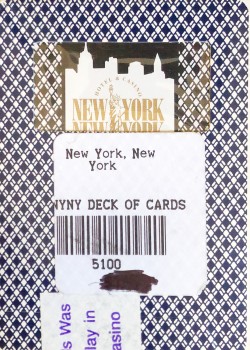 HOTEL & CASINO
NEW YORK
NEW YORK
New York, New
York
NYNY DECK OF CARDS
5100
s Was
lay in
asino